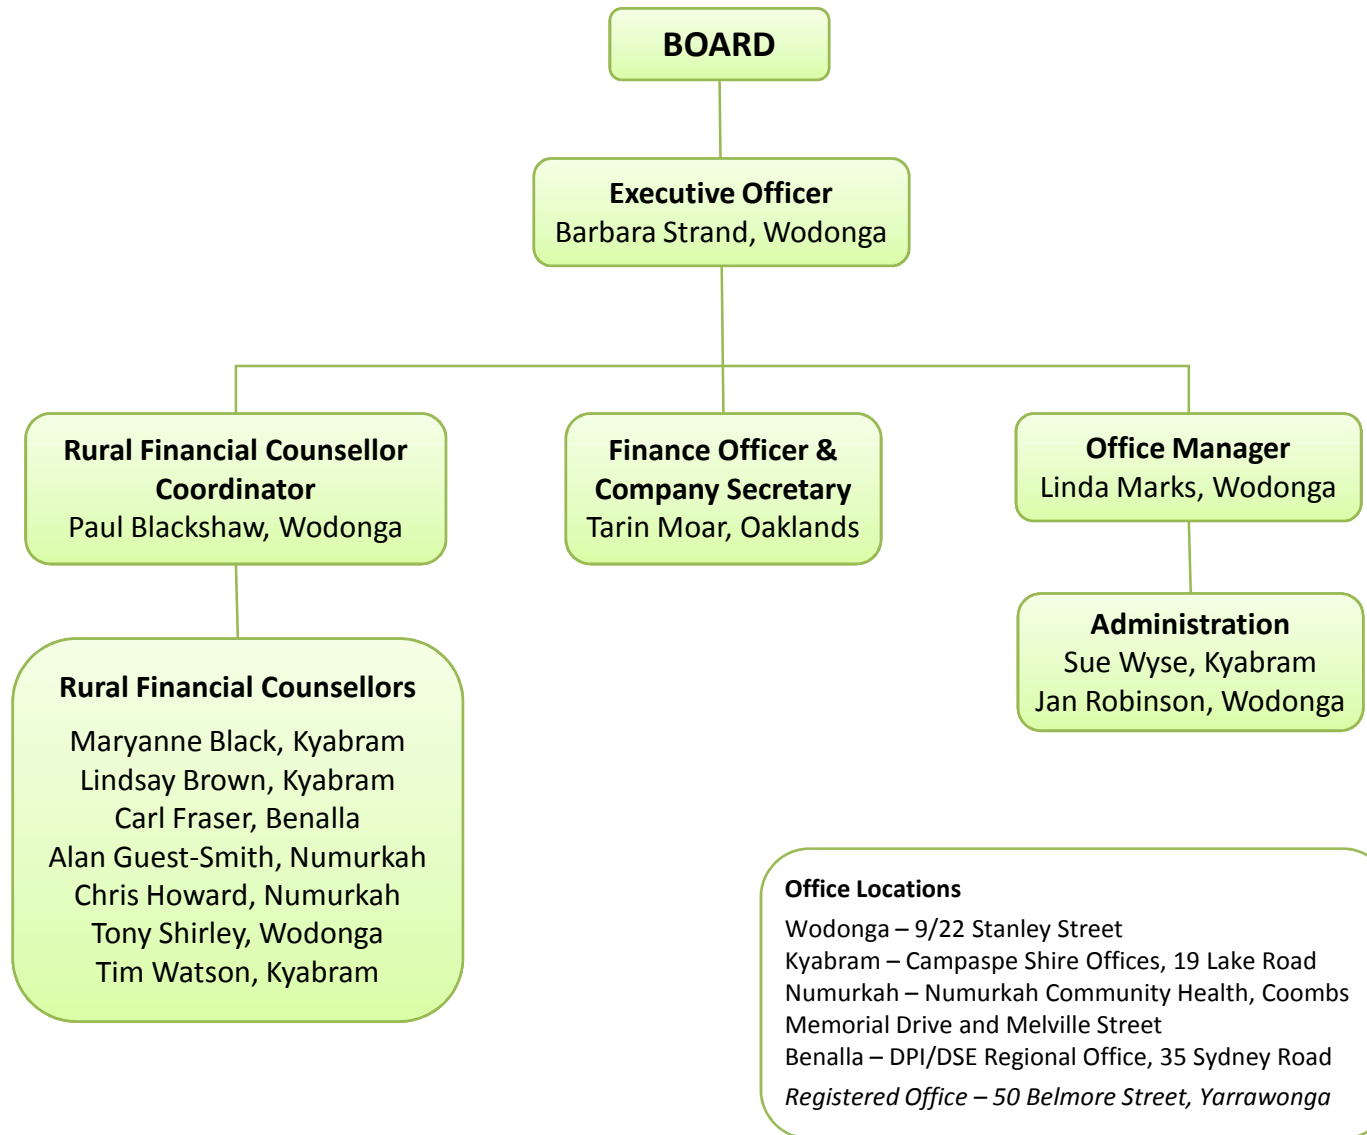 BOARD
Executive Officer
Barbara Strand, Wodonga
Rural Financial Counsellor
Coordinator
Paul Blackshaw, Wodonga
Finance Officer &
Company Secretary
Tarin Moar, Oaklands
Office Manager
Linda Marks, Wodonga
Administration
Sue Wyse, Kyabram
Jan Robinson, Wodonga
Rural Financial Counsellors
Maryanne Black, Kyabram
Lindsay Brown, Kyabram
Carl Fraser, Benalla
Alan Guest-Smith, Numurkah
Chris Howard, Numurkah
Tony Shirley, Wodonga
Tim Watson, Kyabram
Office Locations
Wodonga – 9/22 Stanley Street
Kyabram – Campaspe Shire Offices, 19 Lake Road
Numurkah – Numurkah Community Health, Coombs
Memorial Drive and Melville Street
Benalla – DPI/DSE Regional Office, 35 Sydney Road
Registered Office – 50 Belmore Street, Yarrawonga